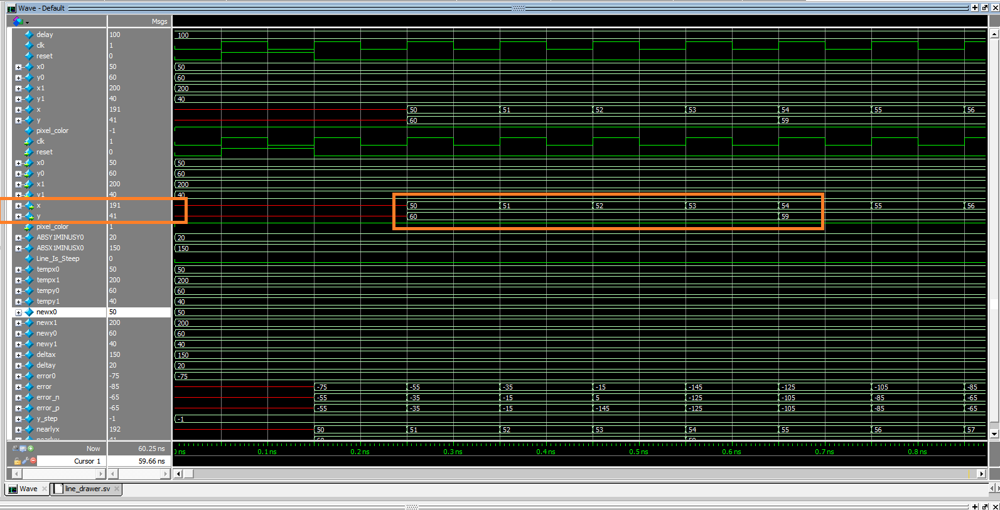 Wave - Default
Msgs
delay 100 100
clk 1
reset 0
x0 50 50
y0 60 60
x1 200 200
y1 40 40
x 191 50 51 52 53 54 55 56
y 41 60 59
pixel_color -1
clk 1
reset 0
x0 50 50
y0 60 60
x1 200 200
y1 40 40
x 191 50 51 52 53 54 55 56
y 41 60 59
pixel_color 1
ABSY1MINUSY0 20 20
ABSX1MINUSX0 150 150
Line_Is_Steep 0
tempx0 50 50
tempx1 200 200
tempy0 60 60
tempy1 40 40
newx0 50 50
newx1 200 200
newy0 60 60
newy1 40 40
deltax 150 150
deltay 20 20
error0 -75 -75
error -85 -75 -55 -35 -15 -145 -125 -105 -85
error_n -65 -55 -35 -15 5 -125 -105 -85 -65
error_p -65 -55 -35 -15 -145 -125 -105 -85 -65
y_step -1 -1
nearlyx 192 50 51 52 53 54 55 56 57
Now 60.25 ns ns 0.1 ns 0.2 ns 0.3 ns 0.4 ns 0.5 ns 0.6 ns 0.7 ns 0.8 ns
Cursor 1 59.66 ns
Wave line_drawer.sv